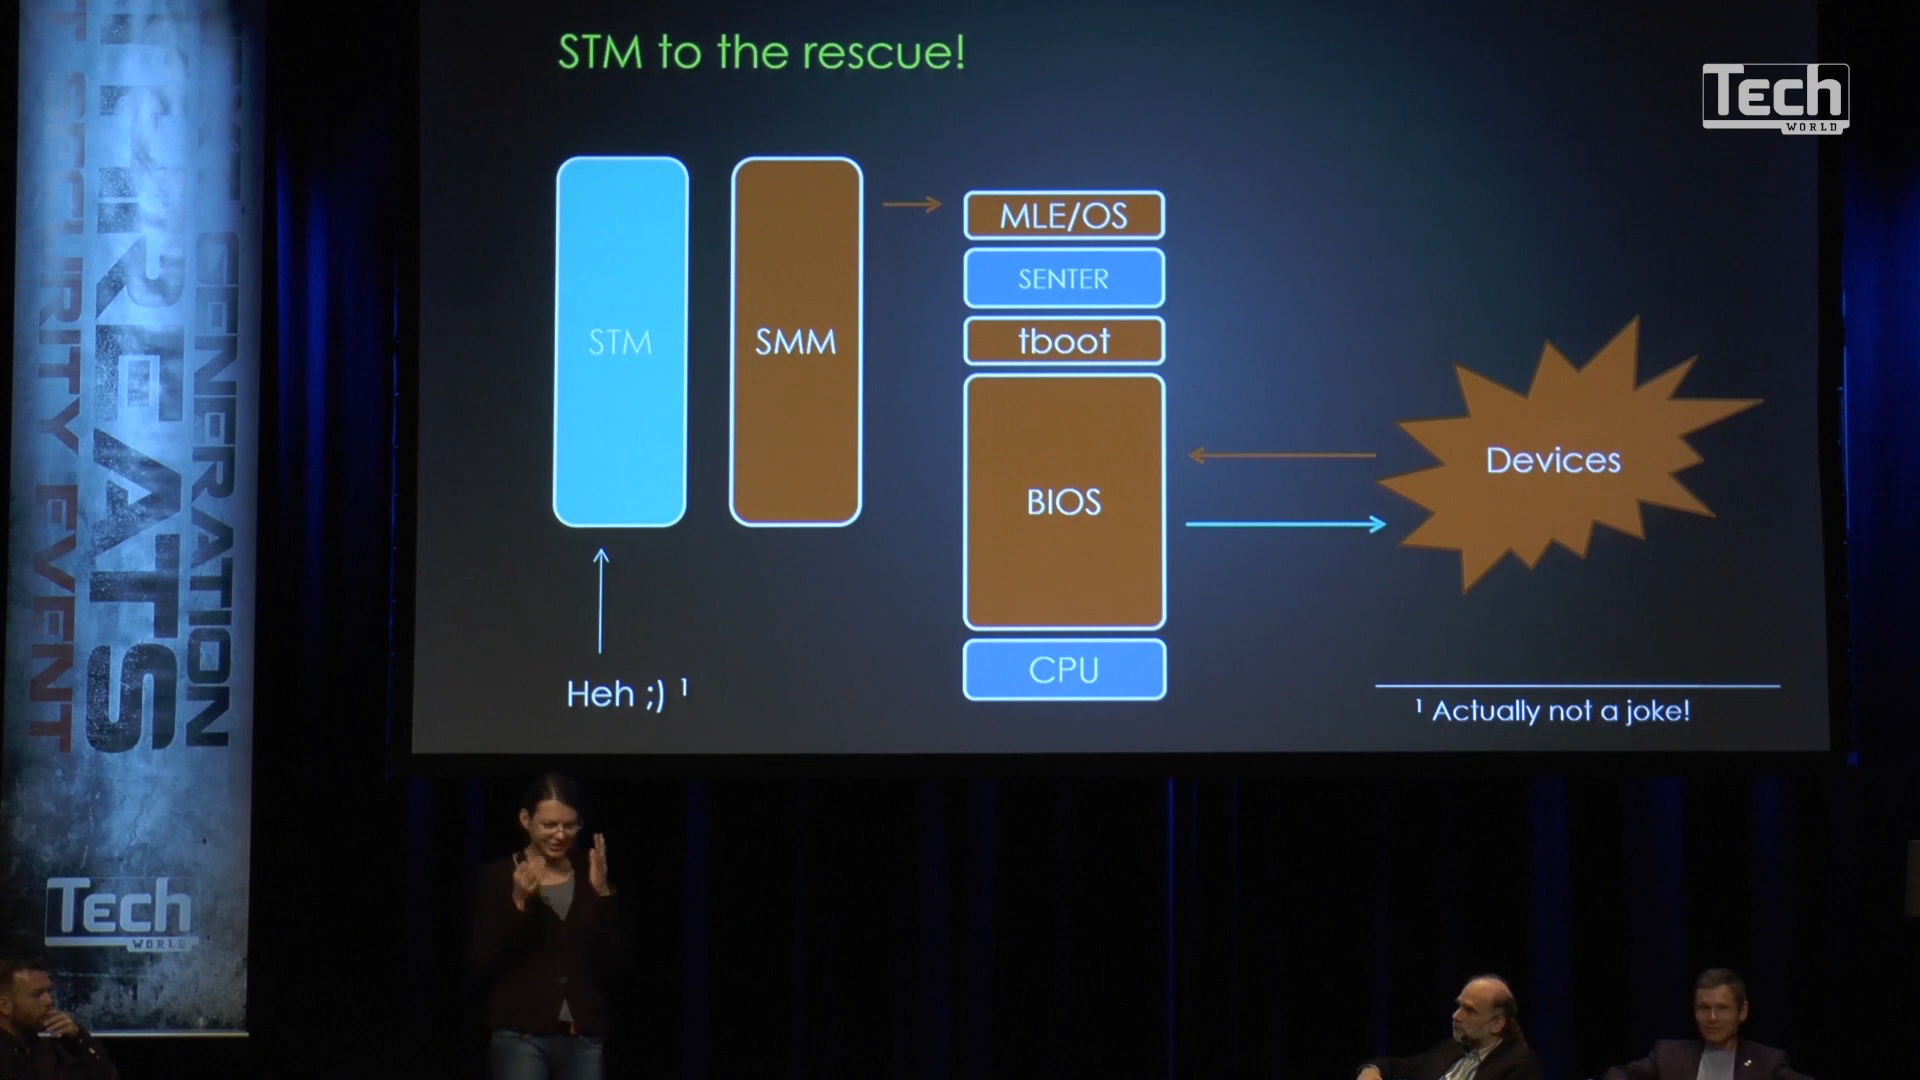 STM to the rescue!
Tech
WORLD
STM
SMM
MLE/OS
SENTER
tboot
BIOS
CPU
Devices
Heh ;) ¹
¹ Actually not a joke!
GENERATION
THREATS
IT SECURITY EVENT
Tech
WORLD